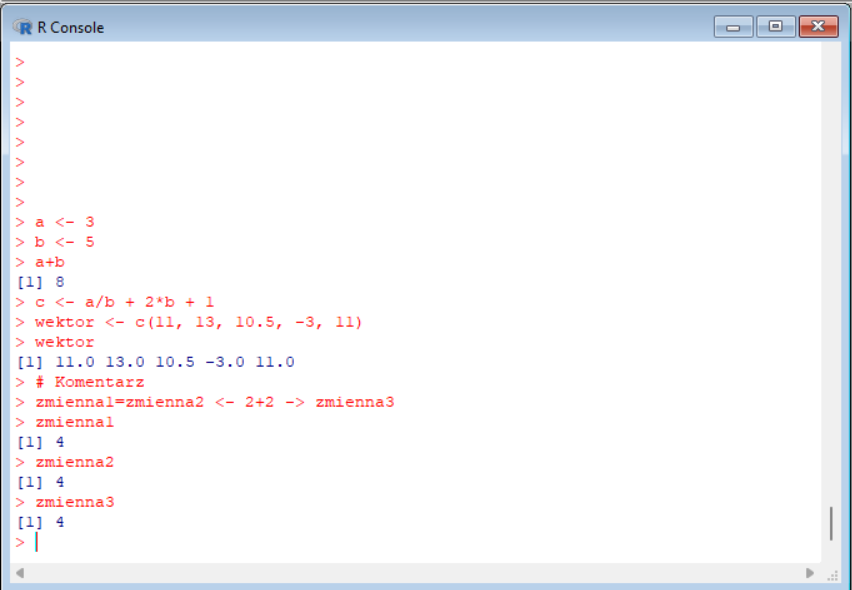 R Console
>
>
>
>
>
>
>
>
> a <- 3
> b <- 5
> a+b
[1] 8
> c <- a/b + 2*b + 1
> wektor <- c(11, 13, 10.5, -3, 11)
> wektor
[1] 11.0 13.0 10.5 -3.0 11.0
> # Komentarz
> zmienna1=zmienna2 <- 2+2 -> zmienna3
> zmienna1
[1] 4
> zmienna2
[1] 4
> zmienna3
[1] 4
>